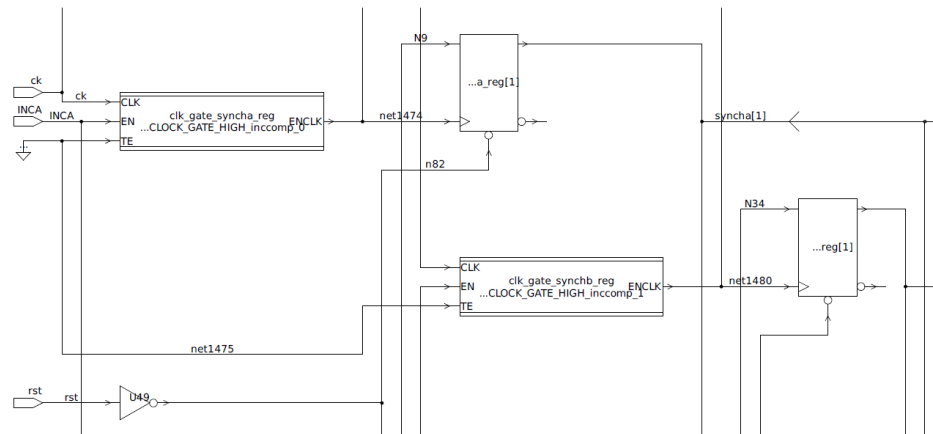 N9
ck
ck
...a_reg[1]
INCA
INCA
CLK
EN
TE
clk_gate_syncha_reg
...CLOCK_GATE_HIGH_inccomp_0
ENCLK
net1474
syncha[1]
...
n82
N34
...reg[1]
CLK
EN
TE
clk_gate_synchb_reg
...CLOCK_GATE_HIGH_inccomp_1
ENCLK
net1480
net1475
rst
rst
U49